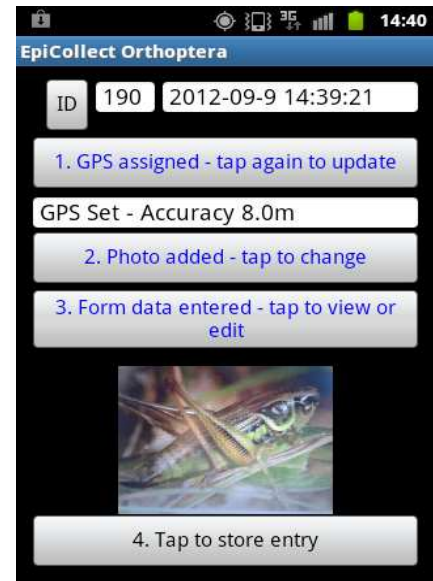 3G 14:40
EpiCollect Orthoptera
ID 190 2012-09-9 14:39:21
1. GPS assigned - tap again to update
GPS Set - Accuracy 8.0m
2. Photo added - tap to change
3. Form data entered - tap to view or
edit
4. Tap to store entry